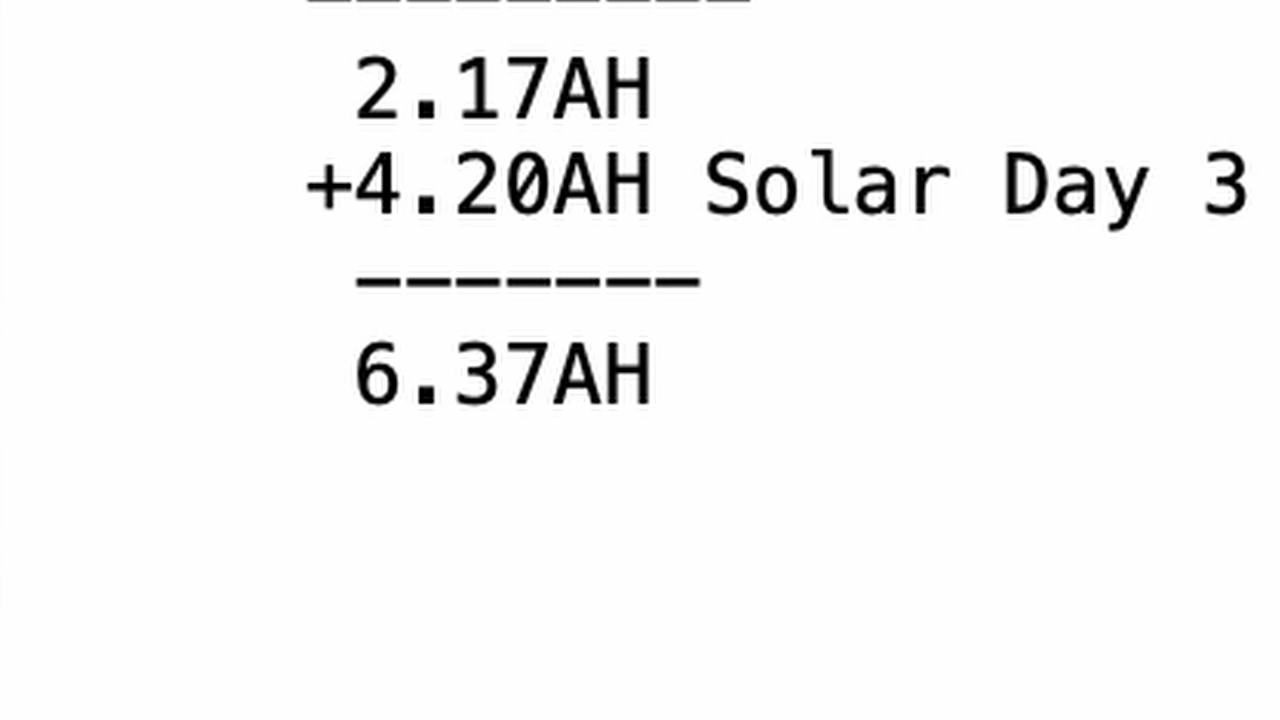 ---------
2.17AH
+4.20AH Solar Day 3
-------
6.37AH